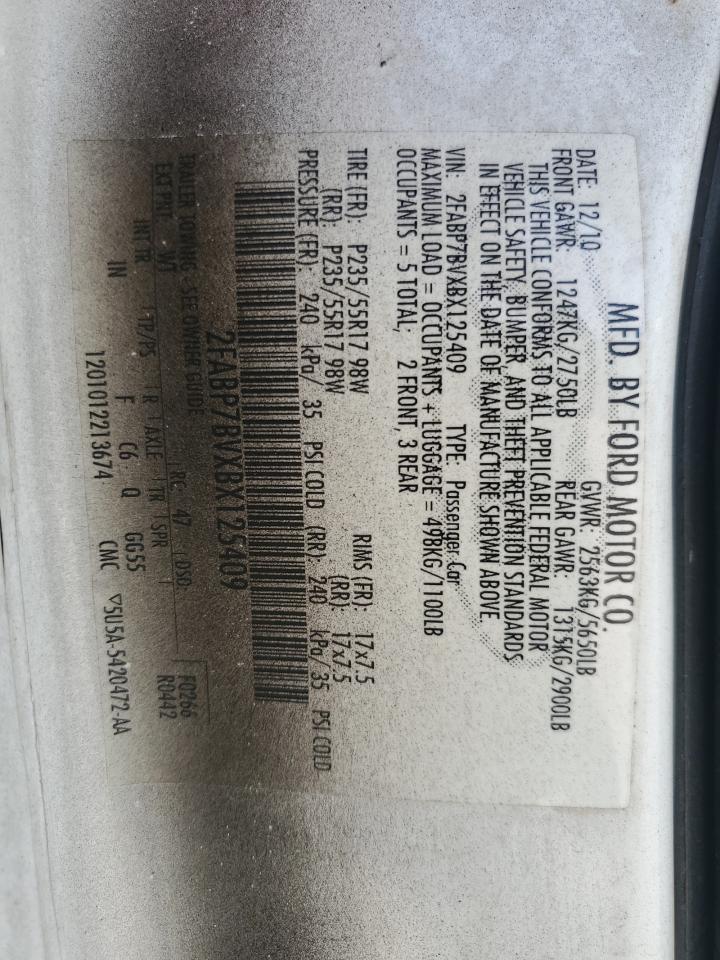 MFD. BY FORD MOTOR CO.
DATE: 12/10 GVWR: 2563KG/5650LB
FRONT GAWR: 1247KG/2750LB REAR GAWR: 1315KG/2900LB
THIS VEHICLE CONFORMS TO ALL APPLICABLE FEDERAL MOTOR
VEHICLE SAFETY, BUMPER, AND THEFT PREVENTION STANDARDS
IN EFFECT ON THE DATE OF MANUFACTURE SHOWN ABOVE
VIN: 2FABP7BVXBX125409 TYPE: Passenger Car
MAXIMUM LOAD = OCCUPANTS + LUGGAGE = 498KG/1100LB
OCCUPANTS = 5 TOTAL; 2 FRONT, 3 REAR
TIRE (FR): P235/55R17 98W RIMS (FR): 17x7.5
(RR): P235/55R17 98W (RR): 17x7.5
PRESSURE (FR): 240 kPa/ 35 PSI COLD (RR): 240 kPa/ 35 PSI COLD
2FABP7BVXBX125409
TRAILER TOWING - SEE OWNER GUIDE
EXT PNT: WT RC: 47 DSO: F0266
R0442
INT TR TP/PS R AXLE TR SPR
IN F C6 Q GG55
1201012213674 CMC ▽5U5A-5420472-AA